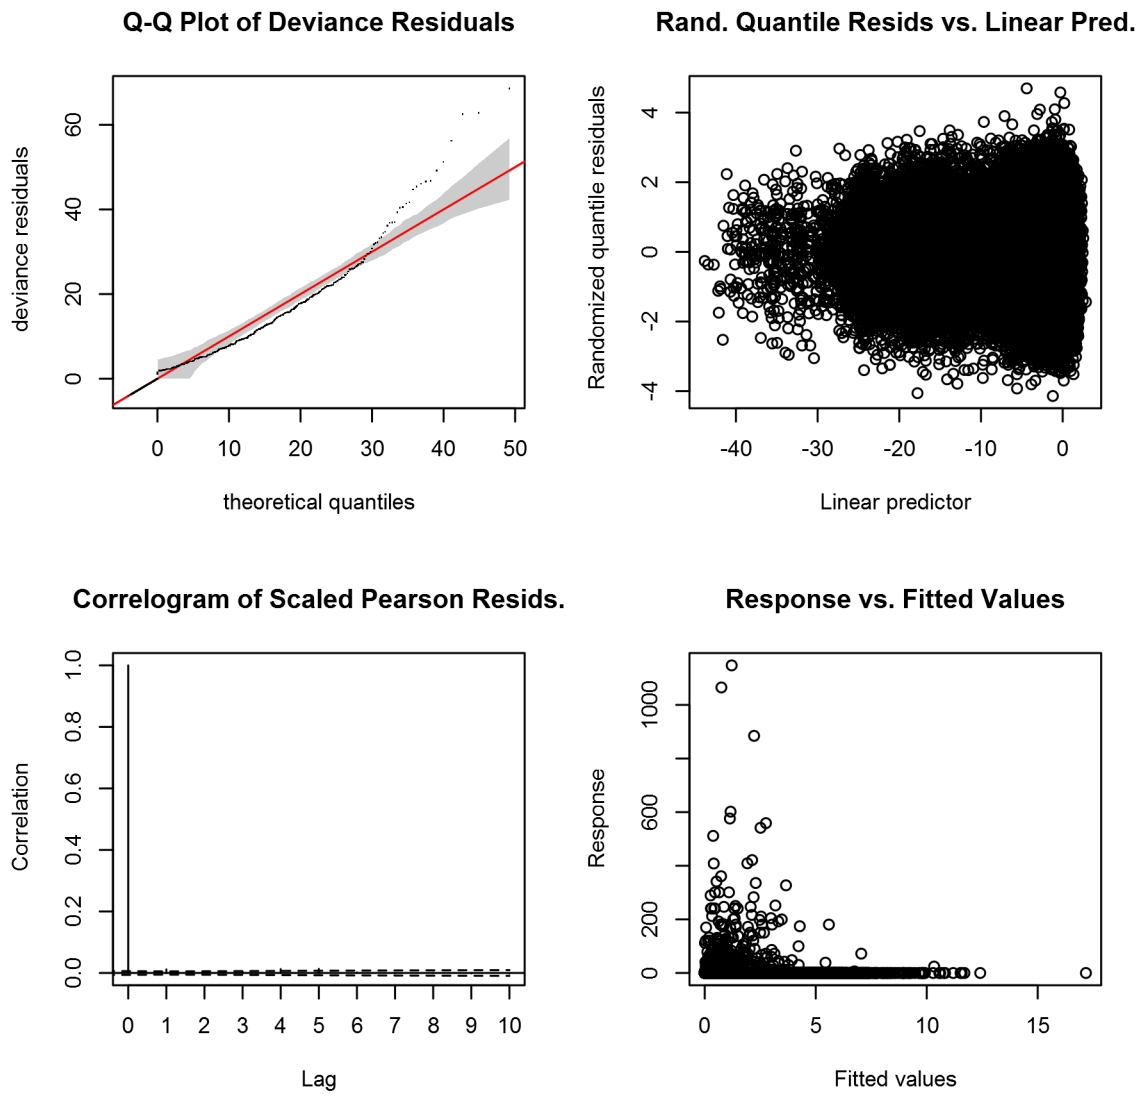 Q-Q Plot of Deviance Residuals
deviance residuals
60
40
20
0
0 10 20 30 40 50
theoretical quantiles
Rand. Quantile Resids vs. Linear Pred.
Randomized quantile residuals
4
2
0
-2
-4
-40 -30 -20 -10 0
Linear predictor
Correlogram of Scaled Pearson Resids.
Correlation
1.0
0.8
0.6
0.4
0.2
0.0
0 1 2 3 4 5 6 7 8 9 10
Lag
Response vs. Fitted Values
Response
1000
600
200
0
0 5 10 15
Fitted values